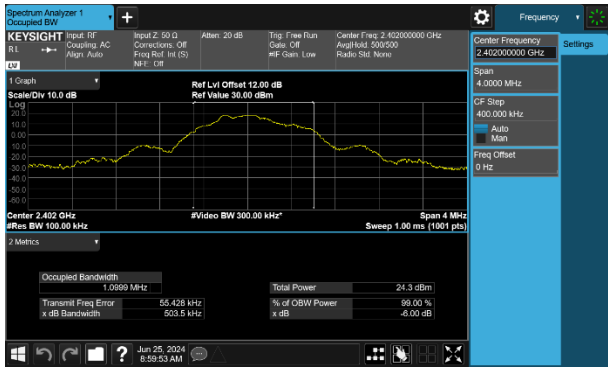 Spectrum Analyzer 1
Occupied BW
KEYSIGHT
RL
Input: RF
Coupling: AC
Align: Auto
Input Z: 50 Ω
Corrections: Off
Freq Ref: Int (S)
NFE: Off
Atten: 20 dB
Trig: Free Run
Gate: Off
#IF Gain: Low
Center Freq: 2.402000000 GHz
Avg|Hold: 500/500
Radio Std: None
1 Graph
Scale/Div 10.0 dB
Ref Lvl Offset 12.00 dB
Ref Value 30.00 dBm
Log
20.0
10.0
0.00
-10.0
-20.0
-30.0
-40.0
-50.0
-60.0
Center 2.402 GHz
#Res BW 100.00 kHz
#Video BW 300.00 kHz*
Span 4 MHz
Sweep 1.00 ms (1001 pts)
2 Metrics
Occupied Bandwidth
1.0999 MHz
Total Power 24.3 dBm
Transmit Freq Error 55.428 kHz
% of OBW Power 99.00 %
x dB Bandwidth 503.5 kHz
x dB -6.00 dB
?
Jun 25, 2024
8:59:53 AM
Frequency
Center Frequency
2.402000000 GHz
Settings
Span
4.0000 MHz
CF Step
400.000 kHz
Auto
Man
Freq Offset
0 Hz